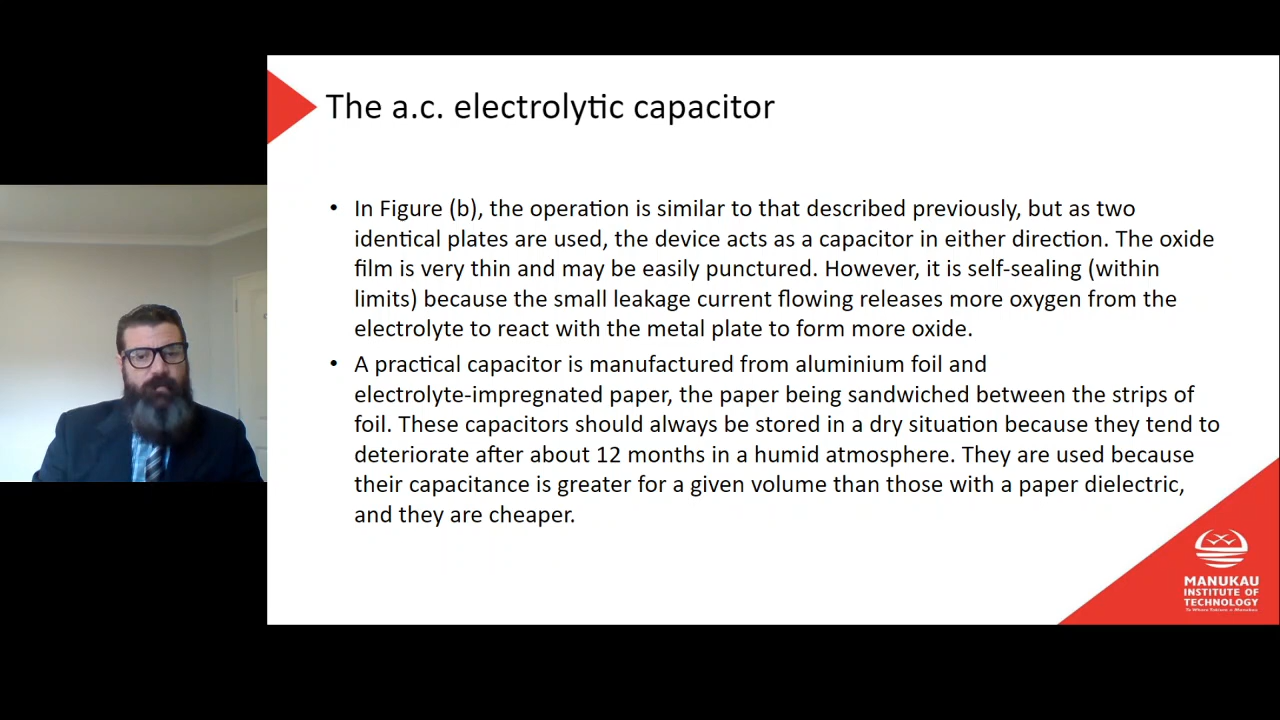 The a.c. electrolytic capacitor
• In Figure (b), the operation is similar to that described previously, but as two
identical plates are used, the device acts as a capacitor in either direction. The oxide
film is very thin and may be easily punctured. However, it is self-sealing (within
limits) because the small leakage current flowing releases more oxygen from the
electrolyte to react with the metal plate to form more oxide.
• A practical capacitor is manufactured from aluminium foil and
electrolyte-impregnated paper, the paper being sandwiched between the strips of
foil. These capacitors should always be stored in a dry situation because they tend to
deteriorate after about 12 months in a humid atmosphere. They are used because
their capacitance is greater for a given volume than those with a paper dielectric,
and they are cheaper.
MANUKAU
INSTITUTE OF
TECHNOLOGY